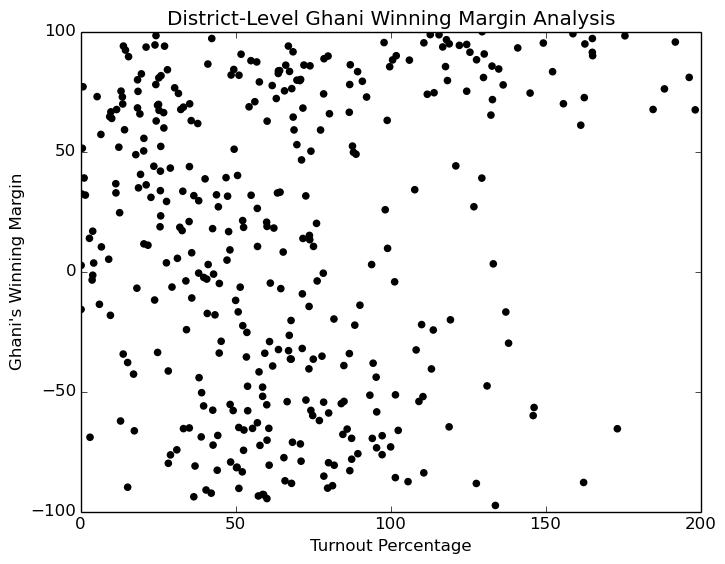 District-Level Ghani Winning Margin Analysis
100
50
0
−50
−100
Ghani's Winning Margin
0 50 100 150 200
Turnout Percentage